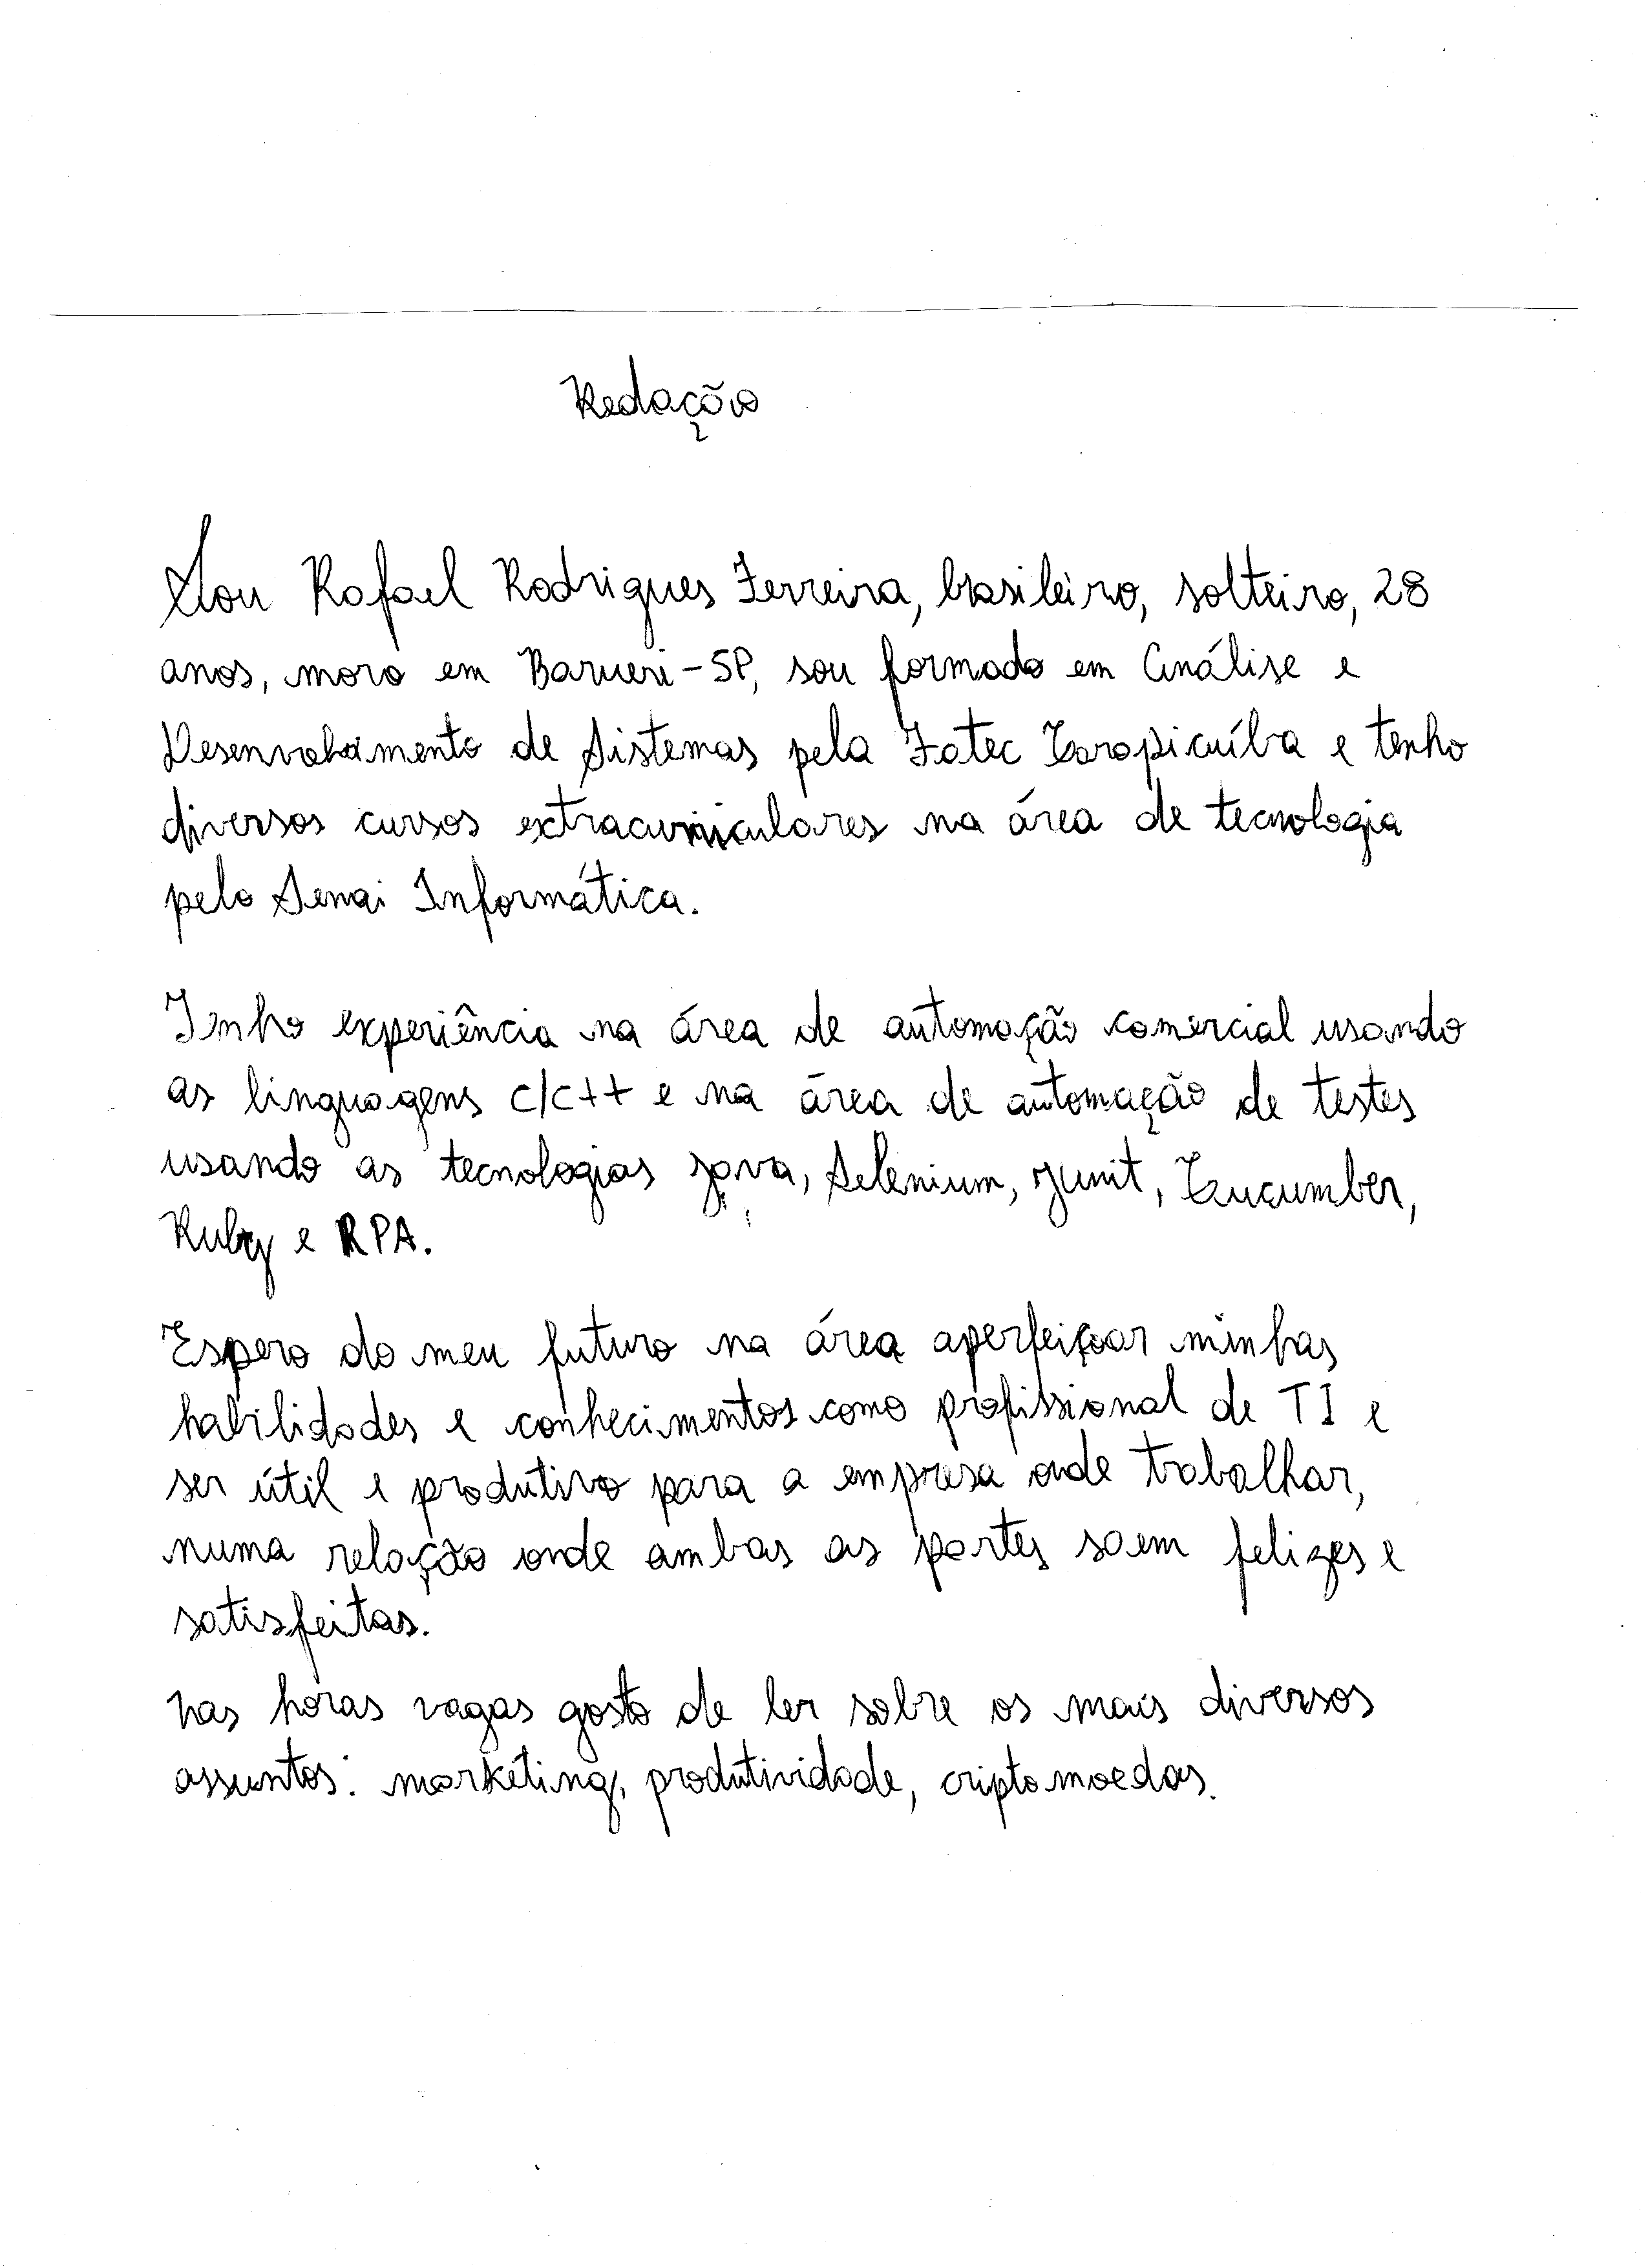 Redação
Sou Rafael Rodrigues Ferreira, brasileiro, solteiro, 28
anos, moro em Barueri-SP, sou formado em Análise e
Desenvolvimento de Sistemas pela Fatec Carapicuíba e tenho
diversos cursos extracurriculares na área de tecnologia
pelo Senai Informática.
Tenho experiência na área de automação comercial usando
as linguagens C/C++ e na área de automação de testes
usando as tecnologias Java, Selenium, Junit, Cucumber,
Ruby e RPA.
Espero do meu futuro na área aperfeiçoar minhas
habilidades e conhecimentos como profissional de TI e
ser útil e produtivo para a empresa onde trabalhar,
numa relação onde ambas as partes saem felizes e
satisfeitas.
Nas horas vagas gosto de ler sobre os mais diversos
assuntos: marketing, produtividade, criptomoedas.